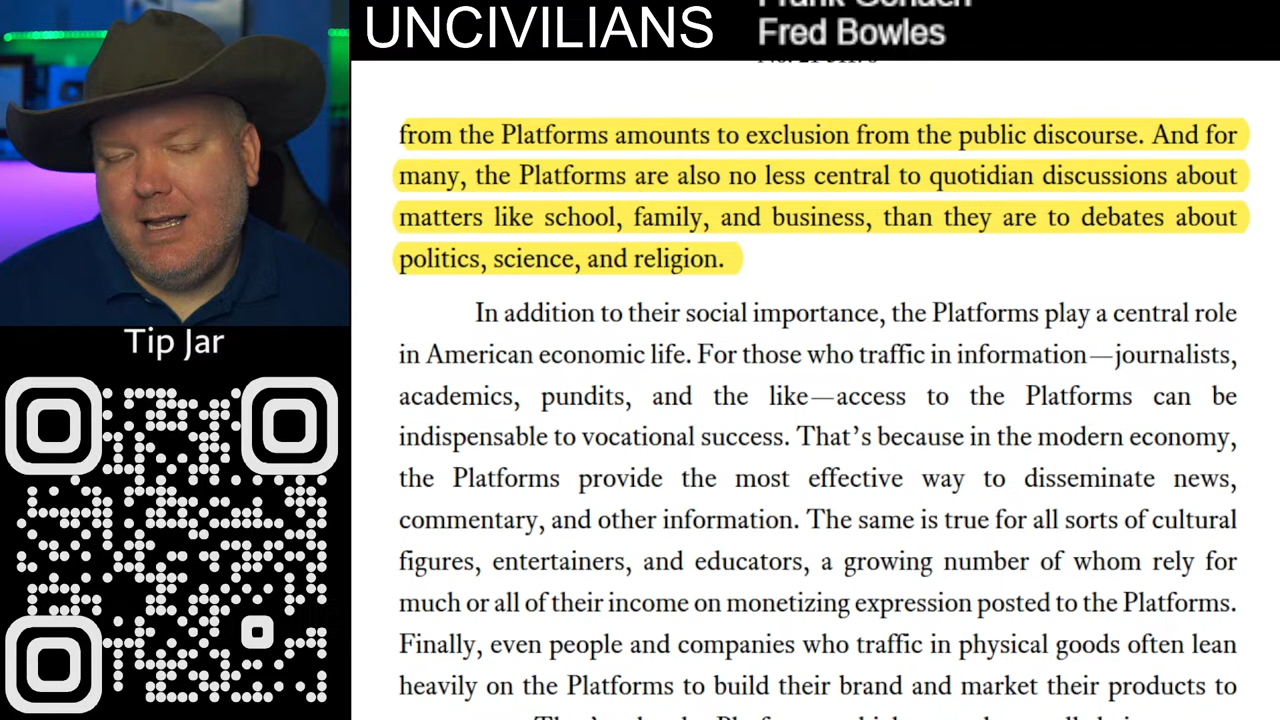 UNCIVILIANS
Fred Bowles
from the Platforms amounts to exclusion from the public discourse. And for
many, the Platforms are also no less central to quotidian discussions about
matters like school, family, and business, than they are to debates about
politics, science, and religion.
In addition to their social importance, the Platforms play a central role
in American economic life. For those who traffic in information—journalists,
academics, pundits, and the like—access to the Platforms can be
indispensable to vocational success. That’s because in the modern economy,
the Platforms provide the most effective way to disseminate news,
commentary, and other information. The same is true for all sorts of cultural
figures, entertainers, and educators, a growing number of whom rely for
much or all of their income on monetizing expression posted to the Platforms.
Finally, even people and companies who traffic in physical goods often lean
heavily on the Platforms to build their brand and market their products to
Tip Jar